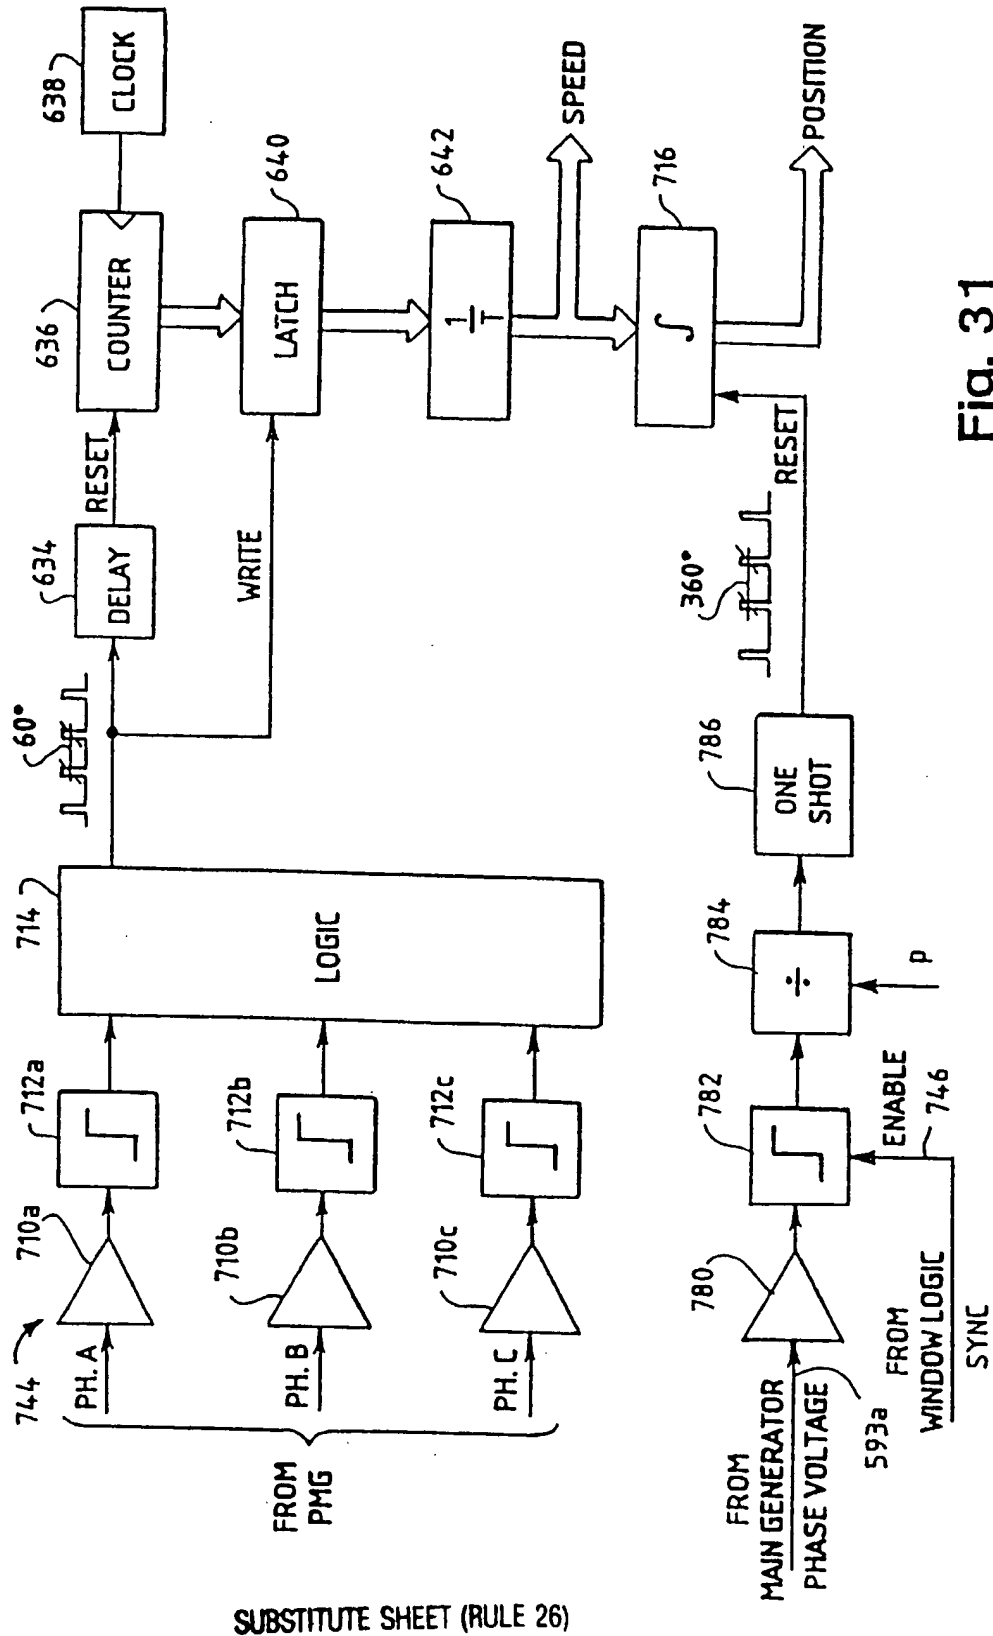 744
FROM
PMG
PH. A
PH. B
PH. C
710a
710b
710c
712a
712b
712c
714
LOGIC
60°
634
DELAY
RESET
WRITE
636
COUNTER
638
CLOCK
640
LATCH
642
1
T
SPEED
716
∫
POSITION
FROM
MAIN GENERATOR
PHASE VOLTAGE
593a
780
782
FROM
WINDOW LOGIC
SYNC
ENABLE
746
784
÷
P
786
ONE
SHOT
360°
RESET
Fig. 31
SUBSTITUTE SHEET (RULE 26)